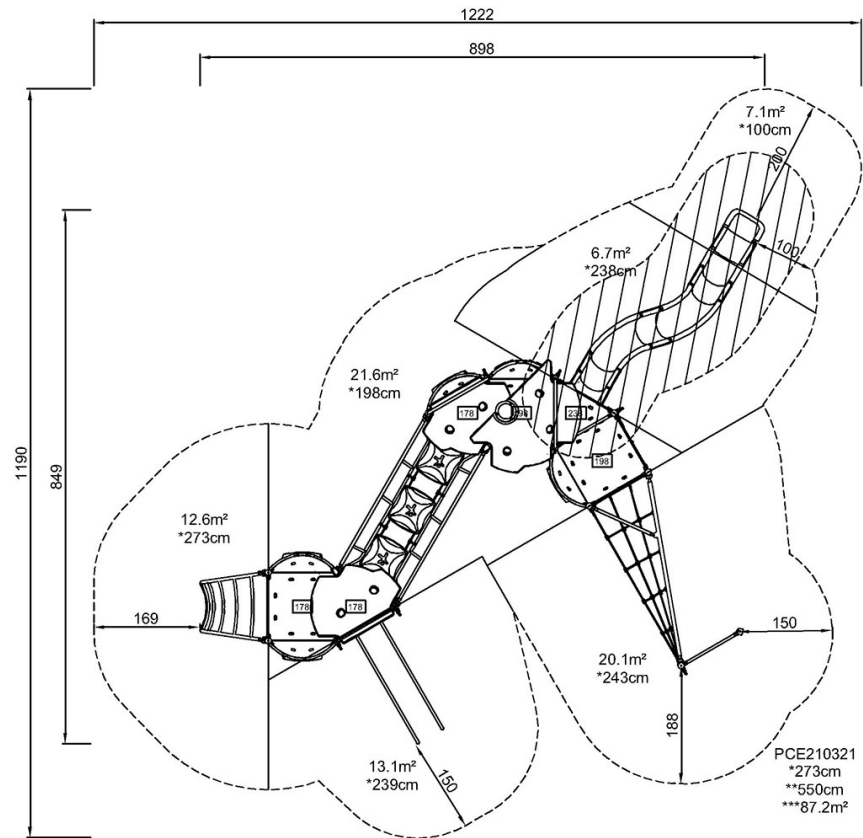 1222
898
7.1m²
*100cm
200
100
6.7m²
*238cm
1190
849
21.6m²
*198cm
178
198
238
198
12.6m²
*273cm
178
178
169
150
20.1m²
*243cm
188
13.1m²
*239cm
150
PCE210321
*273cm
**550cm
***87.2m²